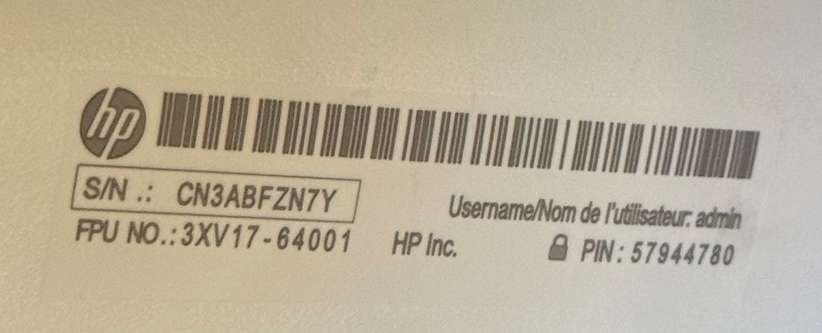 hp
S/N .: CN3ABFZN7Y
Username/Nom de l'utilisateur: admin
FPU NO.:3XV17-64001 HP Inc. PIN: 57944780